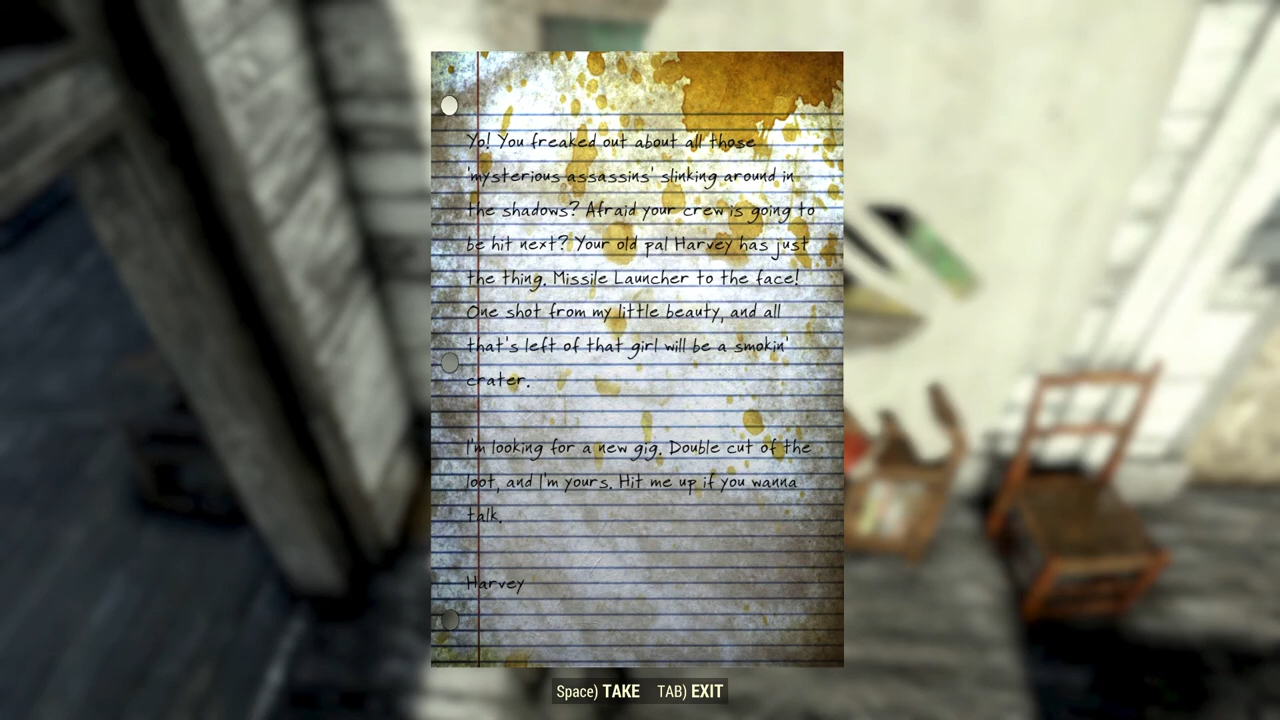 Yo! You freaked out about all those
'mysterious assassins' slinking around in
the shadows? Afraid your crew is going to
be hit next? Your old pal Harvey has just
the thing. Missile Launcher to the face!
One shot from my little beauty, and all
that's left of that girl will be a smokin'
crater.
I'm looking for a new gig. Double cut of the
loot, and I'm yours. Hit me up if you wanna
talk.
Harvey
Space) TAKE TAB) EXIT